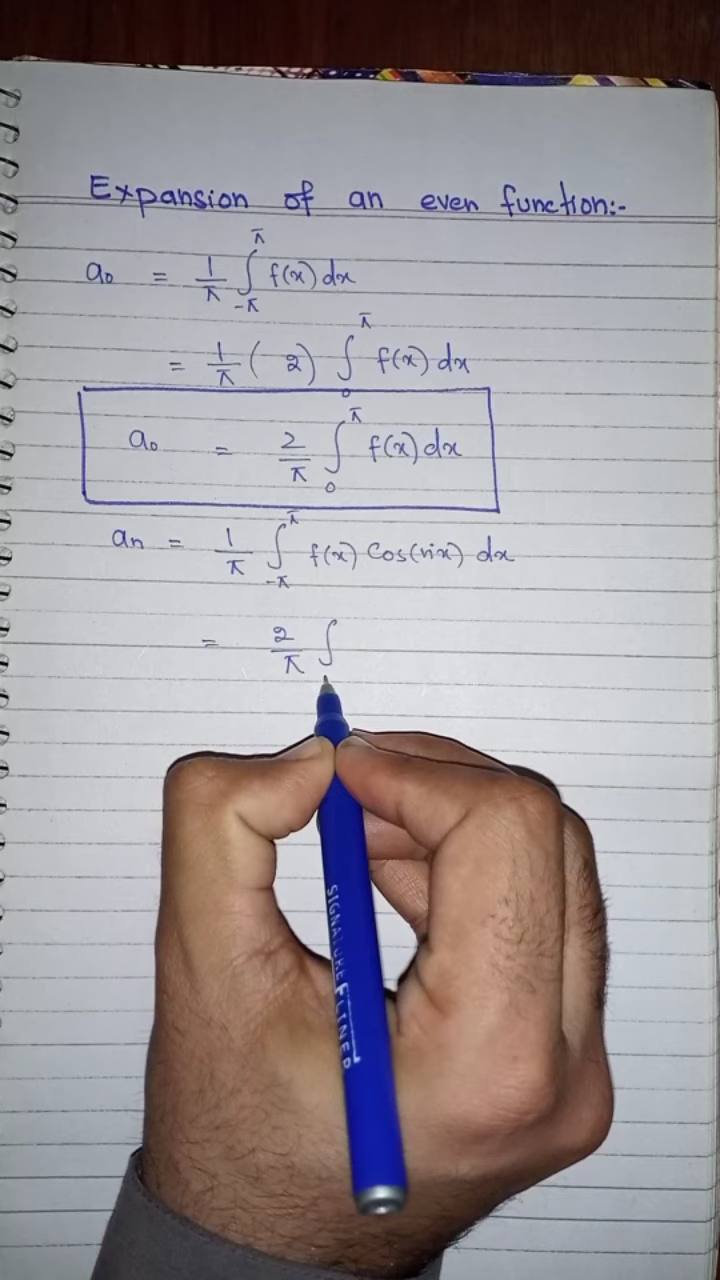 Expansion of an even function:-
a₀ = 1/π ∫_{-π}^{π} f(x) dx
= 1/π ( 2) ∫_{0}^{π} f(x) dx
a₀ = 2/π ∫_{0}^{π} f(x) dx
aₙ = 1/π ∫_{-π}^{π} f(x) Cos(nx) dx
= 2/π ∫
SIGNATURE FLINER